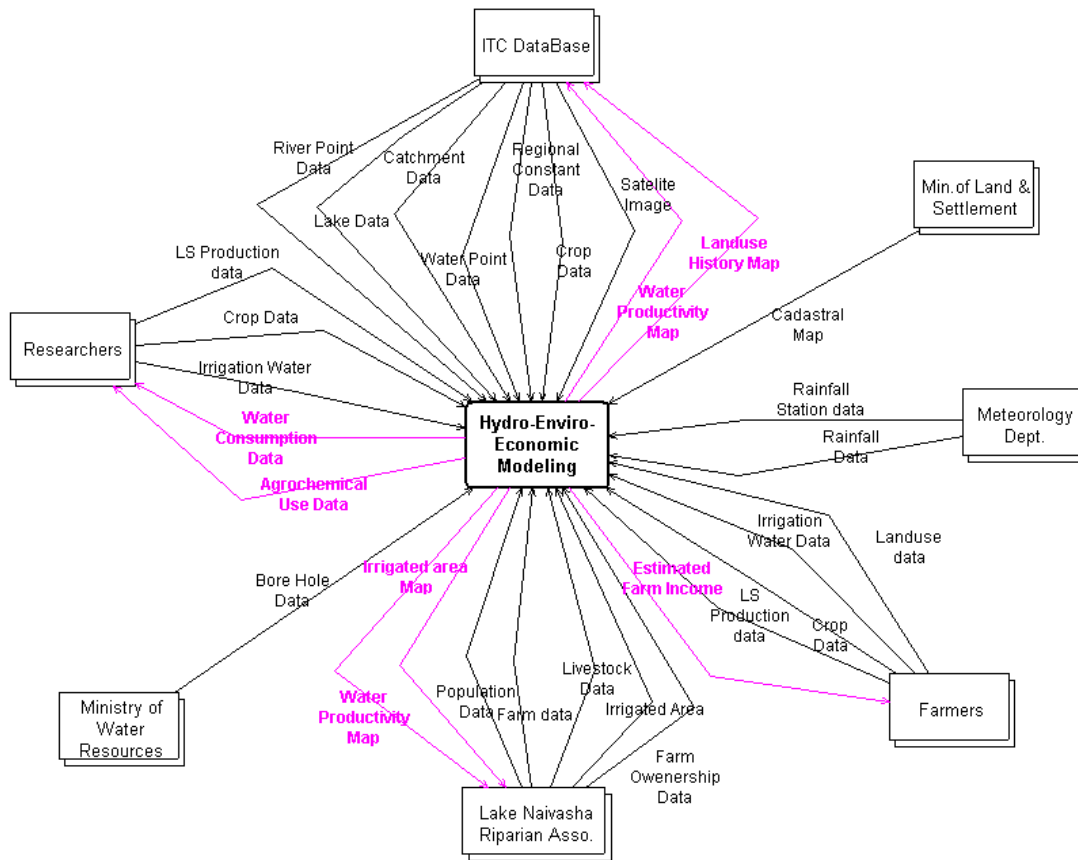 ITC DataBase
River Point
Data
Catchment
Data
Regional
Constant
Data
Satelite
Image
Lake Data
Water Point
Data
Crop
Data
Landuse
History Map
Water
Productivity
Map
Min.of Land &
Settlement
Cadastral
Map
LS Production
data
Crop Data
Irrigation Water
Data
Researchers
Water
Consumption
Data
Agrochemical
Use Data
Hydro-Enviro-
Economic
Modeling
Rainfall
Station data
Rainfall
Data
Meteorology
Dept.
Irrigation
Water Data
Landuse
data
LS
Production
data
Crop
Data
Estimated
Farm Income
Farmers
Bore Hole
Data
Ministry of
Water
Resources
Irrigated area
Map
Water
Productivity
Map
Population
Data
Farm data
Livestock
Data
Irrigated Area
Farm
Owenership
Data
Lake Naivasha
Riparian Asso.